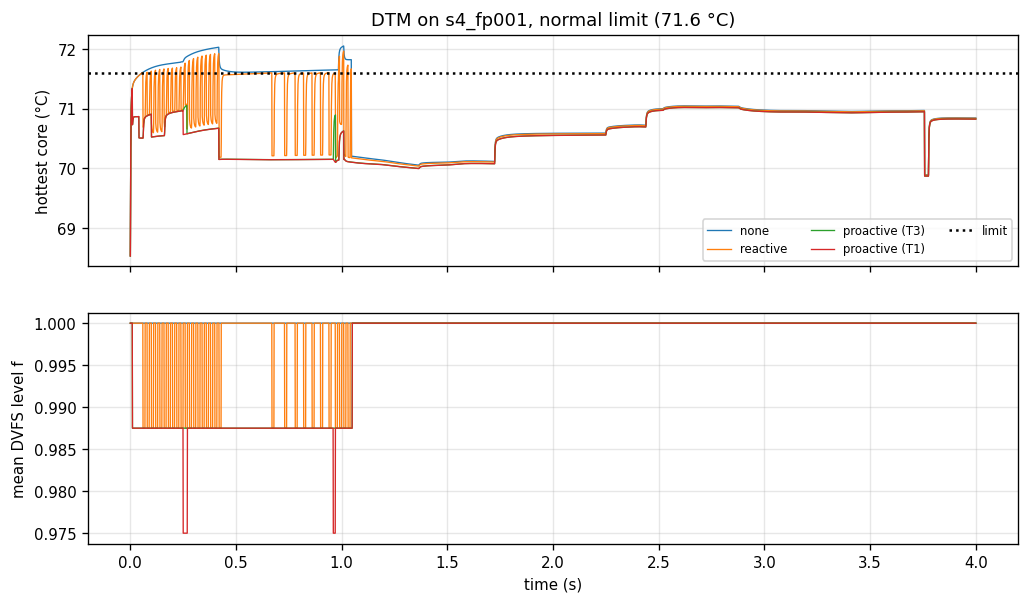 DTM on s4_fp001, normal limit (71.6 °C)
hottest core (°C)
72
71
70
69
none
reactive
proactive (T3)
proactive (T1)
limit
mean DVFS level f
1.000
0.995
0.990
0.985
0.980
0.975
0.0 0.5 1.0 1.5 2.0 2.5 3.0 3.5 4.0
time (s)